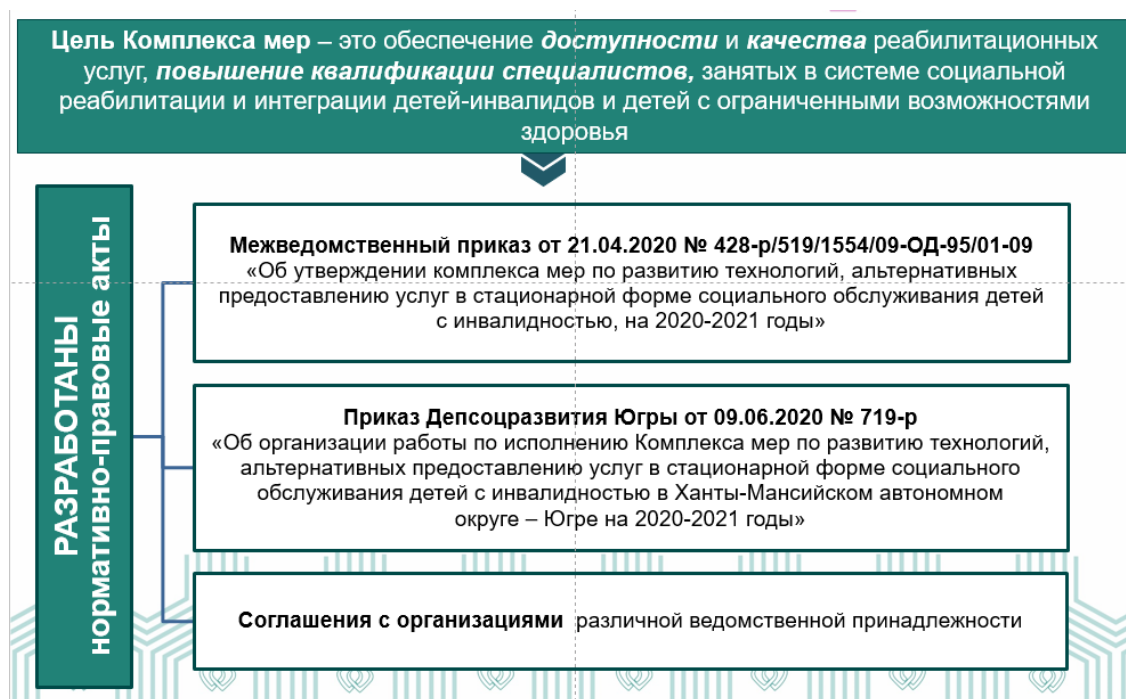 Цель Комплекса мер – это обеспечение доступности и качества реабилитационных
услуг, повышение квалификации специалистов, занятых в системе социальной
реабилитации и интеграции детей-инвалидов и детей с ограниченными возможностями
здоровья
РАЗРАБОТАНЫ
нормативно-правовые акты
Межведомственный приказ от 21.04.2020 № 428-р/519/1554/09-ОД-95/01-09
«Об утверждении комплекса мер по развитию технологий, альтернативных
предоставлению услуг в стационарной форме социального обслуживания детей
с инвалидностью, на 2020-2021 годы»
Приказ Депсоцразвития Югры от 09.06.2020 № 719-р
«Об организации работы по исполнению Комплекса мер по развитию технологий,
альтернативных предоставлению услуг в стационарной форме социального
обслуживания детей с инвалидностью в Ханты-Мансийском автономном
округе – Югре на 2020-2021 годы»
Соглашения с организациями различной ведомственной принадлежности